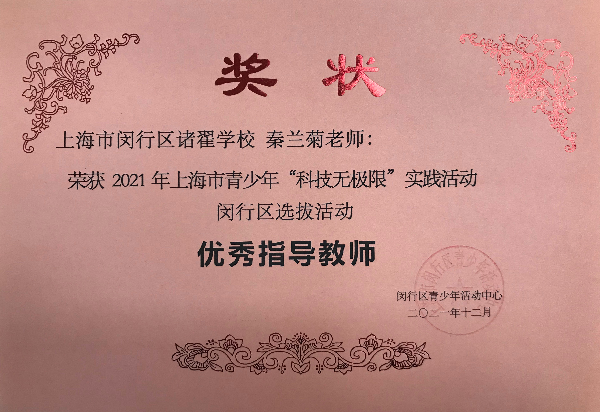 奖 状
上海市闵行区诸翟学校 秦兰菊老师：
荣获 2021 年上海市青少年“科技无极限”实践活动
闵行区选拔活动
优秀指导教师
闵行区青少年活动中心
二〇二一年十二月